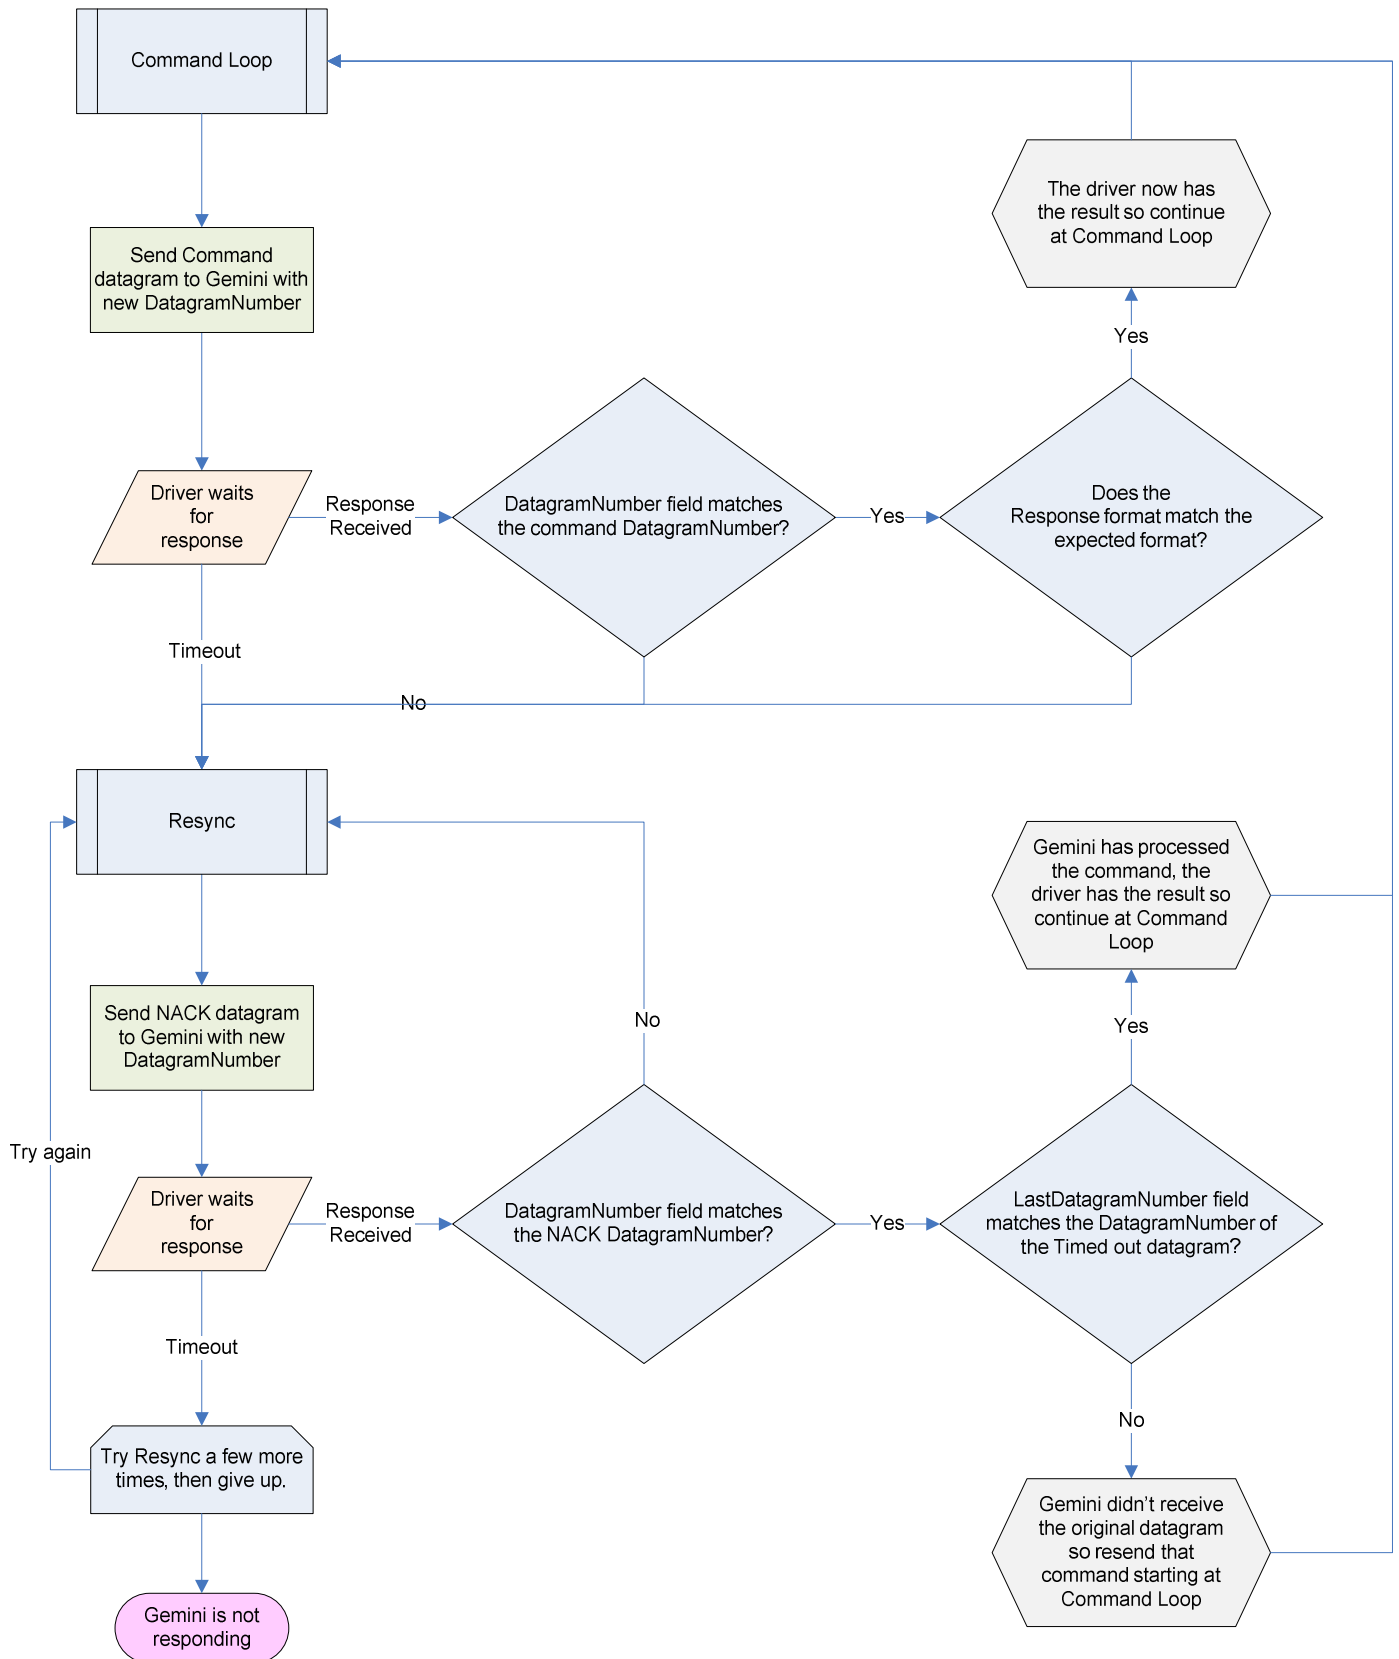 Command Loop
The driver now has
the result so continue
at Command Loop
Send Command
datagram to Gemini with
new DatagramNumber
Yes
Driver waits
for
response
Response
Received
DatagramNumber field matches
the command DatagramNumber?
Yes
Does the
Response format match the
expected format?
Timeout
No
Resync
Gemini has processed
the command, the
driver has the result so
continue at Command
Loop
Send NACK datagram
to Gemini with new
DatagramNumber
No
Yes
Try again
Driver waits
for
response
Response
Received
DatagramNumber field matches
the NACK DatagramNumber?
Yes
LastDatagramNumber field
matches the DatagramNumber of
the Timed out datagram?
Timeout
No
Try Resync a few more
times, then give up.
Gemini didn't receive
the original datagram
so resend that
command starting at
Command Loop
Gemini is not
responding